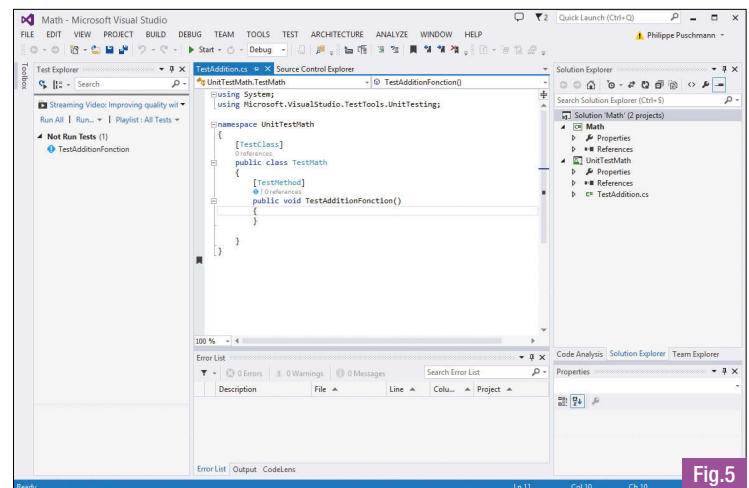 Math - Microsoft Visual Studio
2
Quick Launch (Ctrl+Q)
FILE EDIT VIEW PROJECT BUILD DEBUG TEAM TOOLS TEST ARCHITECTURE ANALYZE WINDOW HELP
Philippe Puschmann
Start
Debug
Toolbox
Test Explorer
Search
Streaming Video: Improving quality wit
Run All | Run... | Playlist : All Tests
Not Run Tests (1)
TestAdditionFonction
TestAddition.cs Source Control Explorer
UnitTestMath.TestMath
TestAdditionFonction()
using System;
using Microsoft.VisualStudio.TestTools.UnitTesting;
namespace UnitTestMath
{
[TestClass]
0 references
public class TestMath
{
[TestMethod]
| 0 references
public void TestAdditionFonction()
{
}
}
}
100 %
Error List
0 Errors
0 Warnings
0 Messages
Search Error List
Description File Line Colu... Project
Error List Output CodeLens
Solution Explorer
Search Solution Explorer (Ctrl+$)
Solution 'Math' (2 projects)
C# Math
Properties
References
UnitTestMath
Properties
References
C# TestAddition.cs
Code Analysis Solution Explorer Team Explorer
Properties
Ready
Ln 11 Col 10 Ch 10
Fig.5